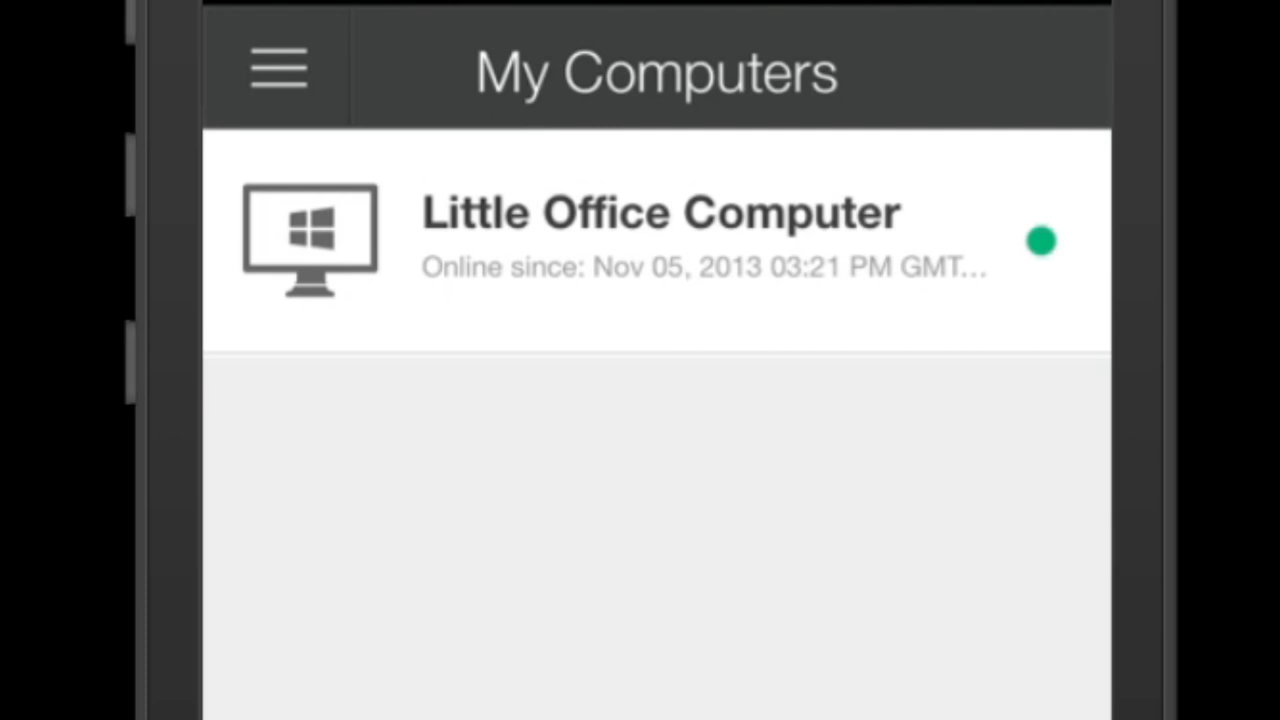 My Computers
Little Office Computer
Online since: Nov 05, 2013 03:21 PM GMT...